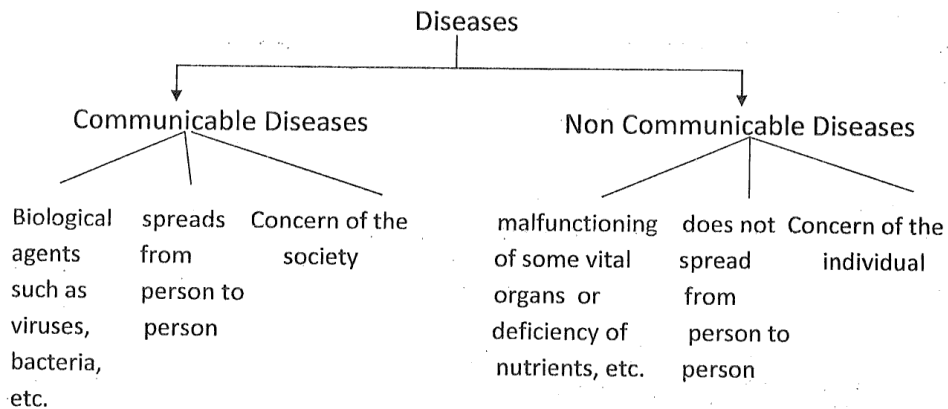 Diseases
Communicable Diseases
Non Communicable Diseases
Biological
agents
such as
viruses,
bacteria,
etc.
spreads
from
person to
person
Concern of the
society
malfunctioning
of some vital
organs or
deficiency of
nutrients, etc.
does not
spread
from
person to
person
Concern of the
individual